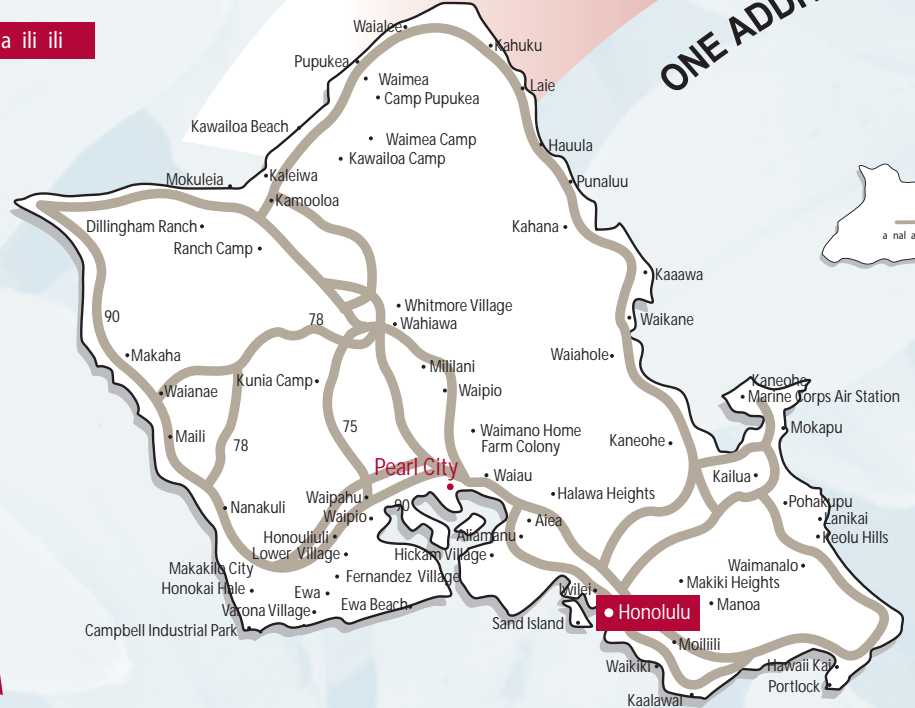 a ili ili
ONE ADD
Waialee
Kahuku
Pupukea
Waimea
Camp Pupukea
Laie
Kawailoa Beach
Waimea Camp
Kawailoa Camp
Hauula
Mokuleia
Kaleiwa
Punaluu
Kamooloa
Dillingham Ranch
Kahana
Ranch Camp
a nal a
Kaaawa
Whitmore Village
90
78
Wahiawa
Waikane
Makaha
Waiahole
Mililani
Kunia Camp
Waipio
Waianae
Kaneohe
Marine Corps Air Station
Mokapu
Maili
78
75
Waimano Home
Farm Colony
Kaneohe
Pearl City
Waiau
Kailua
Nanakuli
Waipahu
90
Halawa Heights
Pohakupu
Waipio
Aiea
Lanikai
Honouliuli
Aliamanu
Keolu Hills
Lower Village
Hickam Village
Makakilo City
Waimanalo
Fernandez Village
Makiki Heights
Honokai Hale
Ewa
Iwilei
Varona Village
Ewa Beach
Honolulu
Manoa
Sand Island
Campbell Industrial Park
Moiliili
Waikiki
Hawaii Kai
Portlock
Kaalawai